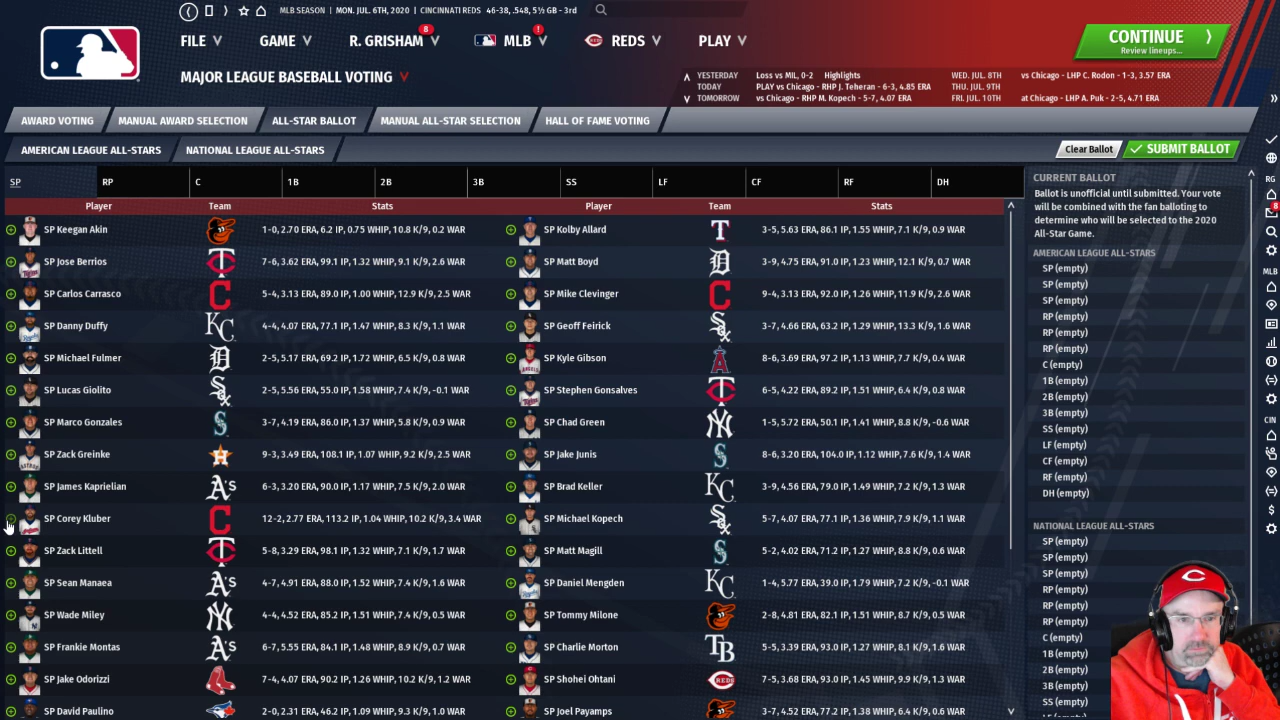 MLB SEASON | MON. JUL. 6TH, 2020 | CINCINNATI REDS 46-38, .548, 5½ GB - 3rd
FILE GAME R. GRISHAM 8 MLB ! REDS PLAY
CONTINUE
Review lineups...
MAJOR LEAGUE BASEBALL VOTING
YESTERDAY Loss vs MIL, 0-2 Highlights WED. JUL. 8TH vs Chicago - LHP C. Rodon - 1-3, 3.57 ERA
TODAY PLAY vs Chicago - RHP J. Teheran - 6-3, 4.85 ERA THU. JUL. 9TH
TOMORROW vs Chicago - RHP M. Kopech - 5-7, 4.07 ERA FRI. JUL. 10TH at Chicago - LHP A. Puk - 2-5, 4.71 ERA
AWARD VOTING MANUAL AWARD SELECTION ALL-STAR BALLOT MANUAL ALL-STAR SELECTION HALL OF FAME VOTING
AMERICAN LEAGUE ALL-STARS NATIONAL LEAGUE ALL-STARS Clear Ballot SUBMIT BALLOT
SP RP C 1B 2B 3B SS LF CF RF DH
Player Team Stats Player Team Stats
SP Keegan Akin 1-0, 2.70 ERA, 6.2 IP, 0.75 WHIP, 10.8 K/9, 0.2 WAR SP Kolby Allard 3-5, 5.63 ERA, 86.1 IP, 1.55 WHIP, 7.1 K/9, 0.9 WAR
SP Jose Berrios 7-6, 3.62 ERA, 99.1 IP, 1.32 WHIP, 9.1 K/9, 2.6 WAR SP Matt Boyd 3-9, 4.75 ERA, 91.0 IP, 1.23 WHIP, 12.1 K/9, 0.7 WAR
SP Carlos Carrasco 5-4, 3.13 ERA, 89.0 IP, 1.00 WHIP, 12.9 K/9, 2.5 WAR SP Mike Clevinger 9-4, 3.13 ERA, 92.0 IP, 1.26 WHIP, 11.9 K/9, 2.6 WAR
SP Danny Duffy 4-4, 4.07 ERA, 77.1 IP, 1.47 WHIP, 8.3 K/9, 1.1 WAR SP Geoff Feirick 3-7, 4.66 ERA, 63.2 IP, 1.29 WHIP, 13.3 K/9, 1.6 WAR
SP Michael Fulmer 2-5, 5.17 ERA, 69.2 IP, 1.72 WHIP, 6.5 K/9, 0.8 WAR SP Kyle Gibson 8-6, 3.69 ERA, 97.2 IP, 1.13 WHIP, 7.7 K/9, 0.4 WAR
SP Lucas Giolito 2-5, 5.56 ERA, 55.0 IP, 1.58 WHIP, 7.4 K/9, -0.1 WAR SP Stephen Gonsalves 6-5, 4.22 ERA, 89.2 IP, 1.51 WHIP, 6.4 K/9, 0.8 WAR
SP Marco Gonzales 3-7, 4.19 ERA, 86.0 IP, 1.37 WHIP, 5.8 K/9, 0.9 WAR SP Chad Green 1-5, 5.72 ERA, 50.1 IP, 1.41 WHIP, 8.8 K/9, -0.6 WAR
SP Zack Greinke 9-3, 3.49 ERA, 108.1 IP, 1.07 WHIP, 9.2 K/9, 2.5 WAR SP Jake Junis 8-6, 3.20 ERA, 104.0 IP, 1.12 WHIP, 7.6 K/9, 1.4 WAR
SP James Kaprielian 6-3, 3.20 ERA, 90.0 IP, 1.17 WHIP, 7.5 K/9, 2.0 WAR SP Brad Keller 3-9, 4.56 ERA, 79.0 IP, 1.49 WHIP, 7.2 K/9, 1.3 WAR
SP Corey Kluber 12-2, 2.77 ERA, 113.2 IP, 1.04 WHIP, 10.2 K/9, 3.4 WAR SP Michael Kopech 5-7, 4.07 ERA, 77.1 IP, 1.36 WHIP, 7.9 K/9, 1.1 WAR
SP Zack Littell 5-8, 3.29 ERA, 98.1 IP, 1.32 WHIP, 7.1 K/9, 1.7 WAR SP Matt Magill 5-2, 4.02 ERA, 71.2 IP, 1.27 WHIP, 8.8 K/9, 0.6 WAR
SP Sean Manaea 4-7, 4.91 ERA, 88.0 IP, 1.52 WHIP, 7.4 K/9, 1.6 WAR SP Daniel Mengden 1-4, 5.77 ERA, 39.0 IP, 1.79 WHIP, 7.2 K/9, -0.1 WAR
SP Wade Miley 4-4, 4.52 ERA, 85.2 IP, 1.51 WHIP, 7.4 K/9, 0.5 WAR SP Tommy Milone 2-8, 4.81 ERA, 82.1 IP, 1.51 WHIP, 8.7 K/9, 0.5 WAR
SP Frankie Montas 6-7, 5.55 ERA, 84.1 IP, 1.48 WHIP, 8.9 K/9, 0.7 WAR SP Charlie Morton 5-5, 3.39 ERA, 93.0 IP, 1.27 WHIP, 8.1 K/9, 1.6 WAR
SP Jake Odorizzi 7-4, 4.07 ERA, 90.2 IP, 1.26 WHIP, 10.2 K/9, 1.2 WAR SP Shohei Ohtani 7-5, 3.68 ERA, 93.0 IP, 1.45 WHIP, 9.9 K/9, 1.3 WAR
SP David Paulino 2-0, 2.31 ERA, 46.2 IP, 1.09 WHIP, 9.3 K/9, 1.0 WAR SP Joel Payamps 3-7, 4.52 ERA, 77.2 IP, 1.38 WHIP, 6.4 K/9, 0.6 WAR
CURRENT BALLOT
Ballot is unofficial until submitted. Your
vote will be combined with the fan balloting to
determine who will be selected to the 2020
All-Star Game.
AMERICAN LEAGUE ALL-STARS
SP (empty)
SP (empty)
SP (empty)
RP (empty)
RP (empty)
RP (empty)
C (empty)
1B (empty)
2B (empty)
3B (empty)
SS (empty)
LF (empty)
CF (empty)
RF (empty)
DH (empty)
NATIONAL LEAGUE ALL-STARS
SP (empty)
SP (empty)
SP (empty)
RP (empty)
RP (empty)
RP (empty)
C (empty)
1B (empty)
2B (empty)
3B (empty)
SS (empty)
RG
8
MLB
CIN